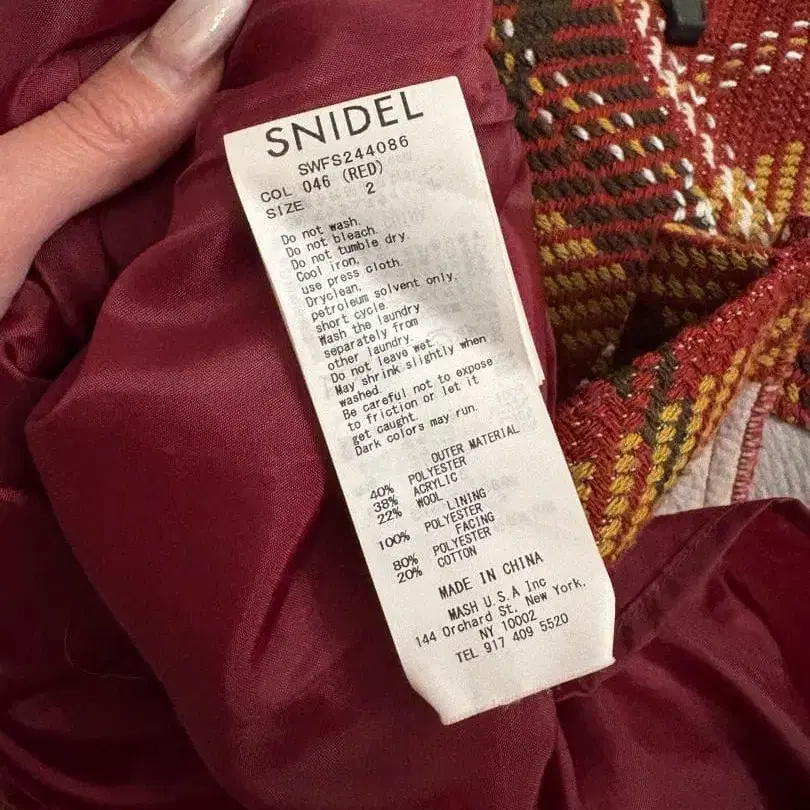 SNIDEL
SWFS244086
COL 046 (RED)
SIZE 2
Do not wash.
Do not bleach.
Do not tumble dry.
Cool iron,
use press cloth.
Dryclean,
petroleum solvent only,
short cycle.
Wash the laundry
separately from
other laundry.
Do not leave wet.
May shrink slightly when
washed.
Be careful not to expose
to friction or let it
get caught.
Dark colors may run.
OUTER MATERIAL
40% POLYESTER
38% ACRYLIC
22% WOOL
LINING
100% POLYESTER
FACING
80% POLYESTER
20% COTTON
MADE IN CHINA
MASH U.S.A Inc
144 Orchard St. New York,
NY 10002
TEL 917 409 5520